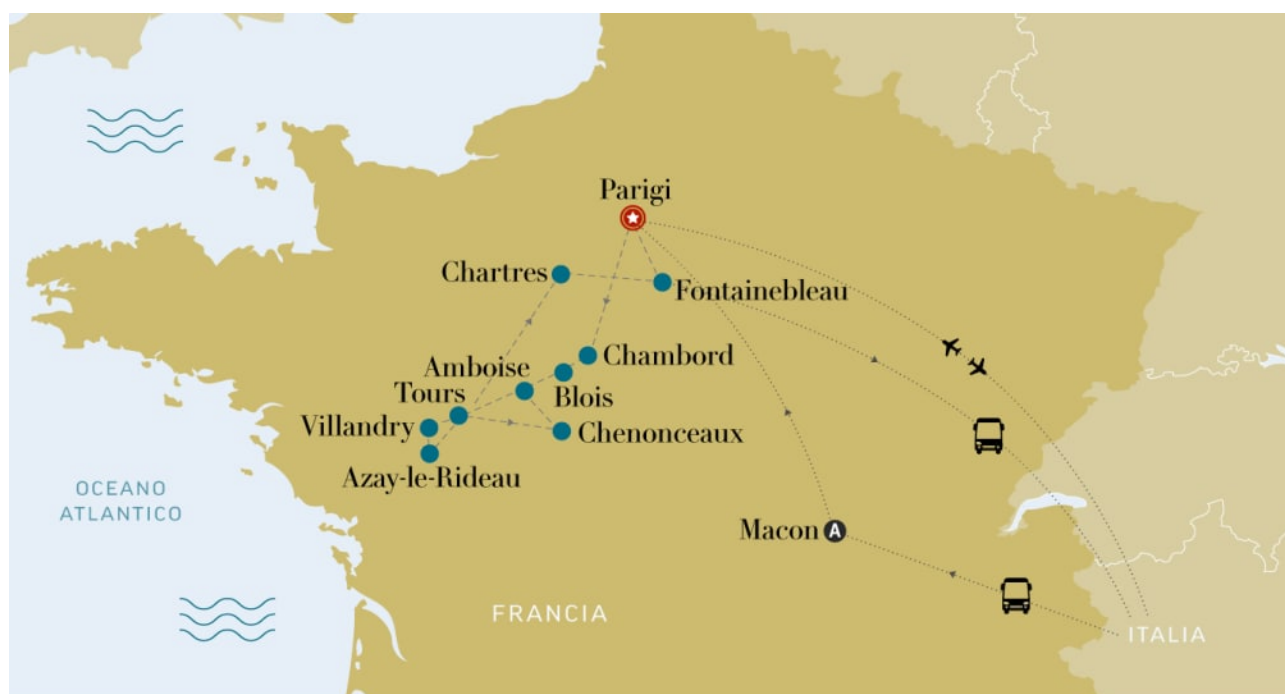 Parigi
Chartres
Fontainebleau
Chambord
Amboise
Blois
Tours
Villandry
Chenonceaux
Azay-le-Rideau
OCEANO
ATLANTICO
Macon A
FRANCIA
ITALIA